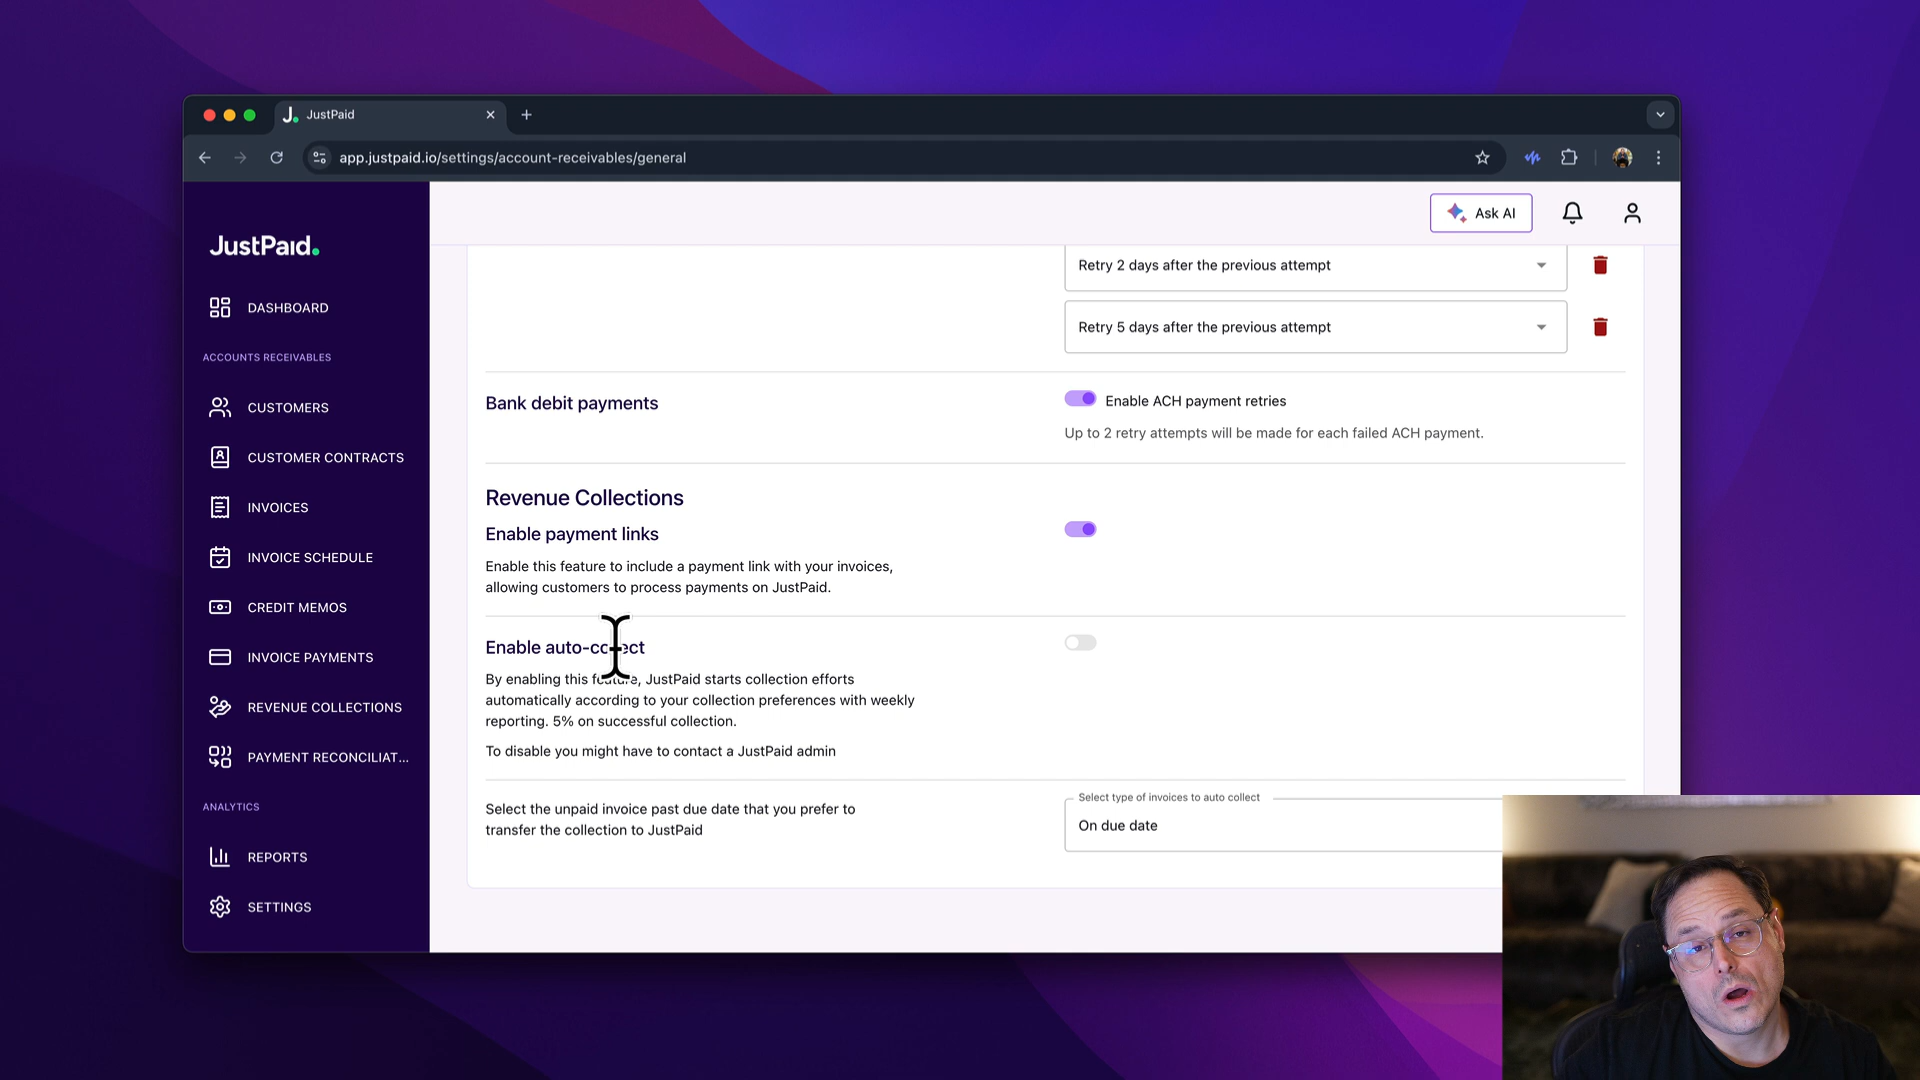 JustPaid
app.justpaid.io/settings/account-receivables/general
Ask AI
JustPaid.
DASHBOARD
ACCOUNTS RECEIVABLES
CUSTOMERS
CUSTOMER CONTRACTS
INVOICES
INVOICE SCHEDULE
CREDIT MEMOS
INVOICE PAYMENTS
REVENUE COLLECTIONS
PAYMENT RECONCILIAT...
ANALYTICS
REPORTS
SETTINGS
Retry 2 days after the previous attempt
Retry 5 days after the previous attempt
Bank debit payments
Enable ACH payment retries
Up to 2 retry attempts will be made for each failed ACH payment.
Revenue Collections
Enable payment links
Enable this feature to include a payment link with your invoices,
allowing customers to process payments on JustPaid.
Enable auto-collect
By enabling this feature, JustPaid starts collection efforts
automatically according to your collection preferences with weekly
reporting. 5% on successful collection.
To disable you might have to contact a JustPaid admin
Select the unpaid invoice past due date that you prefer to
transfer the collection to JustPaid
Select type of invoices to auto collect
On due date